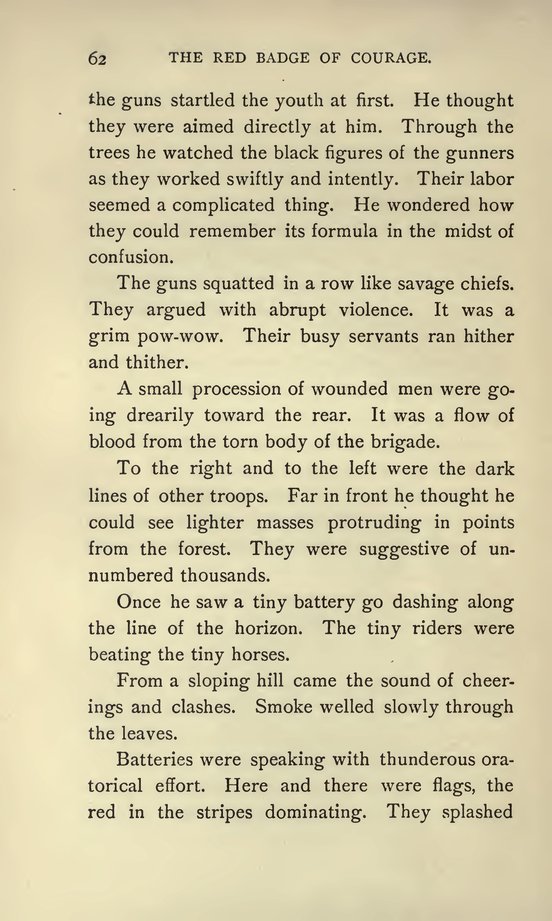 62 THE RED BADGE OF COURAGE.
the guns startled the youth at first. He thought
they were aimed directly at him. Through the
trees he watched the black figures of the gunners
as they worked swiftly and intently. Their labor
seemed a complicated thing. He wondered how
they could remember its formula in the midst of
confusion.
The guns squatted in a row like savage chiefs.
They argued with abrupt violence. It was a
grim pow-wow. Their busy servants ran hither
and thither.
A small procession of wounded men were go-
ing drearily toward the rear. It was a flow of
blood from the torn body of the brigade.
To the right and to the left were the dark
lines of other troops. Far in front he thought he
could see lighter masses protruding in points
from the forest. They were suggestive of un-
numbered thousands.
Once he saw a tiny battery go dashing along
the line of the horizon. The tiny riders were
beating the tiny horses.
From a sloping hill came the sound of cheer-
ings and clashes. Smoke welled slowly through
the leaves.
Batteries were speaking with thunderous ora-
torical effort. Here and there were flags, the
red in the stripes dominating. They splashed